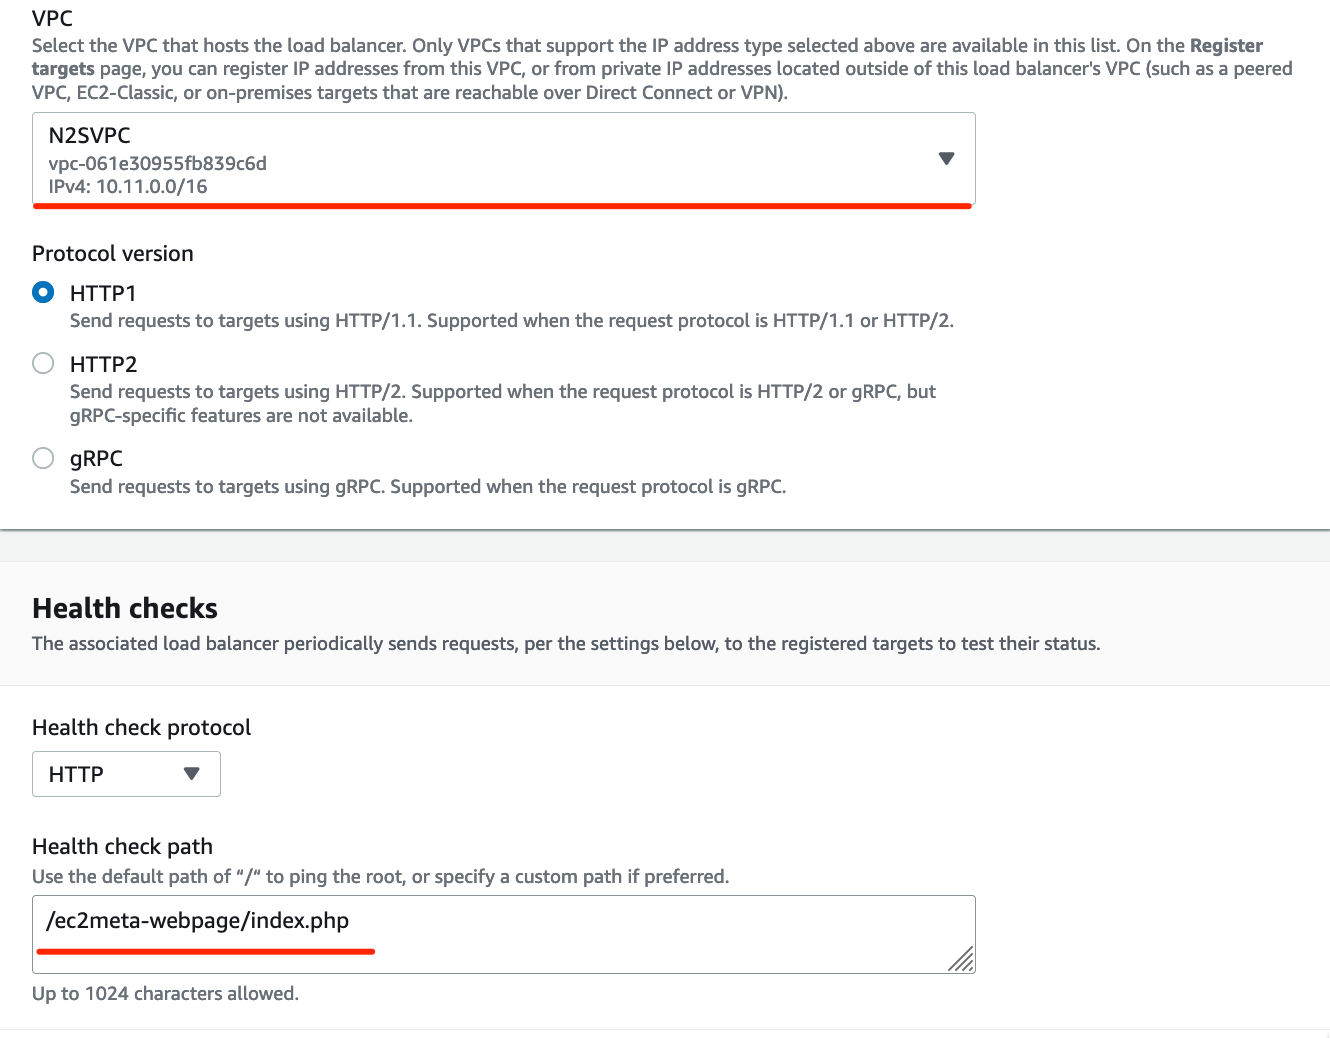 VPC
Select the VPC that hosts the load balancer. Only VPCs that support the IP address type selected above are available in this list. On the Register
targets page, you can register IP addresses from this VPC, or from private IP addresses located outside of this load balancer's VPC (such as a peered
VPC, EC2-Classic, or on-premises targets that are reachable over Direct Connect or VPN).
N2SVPC
vpc-061e30955fb839c6d
IPv4: 10.11.0.0/16
Protocol version
HTTP1
Send requests to targets using HTTP/1.1. Supported when the request protocol is HTTP/1.1 or HTTP/2.
HTTP2
Send requests to targets using HTTP/2. Supported when the request protocol is HTTP/2 or gRPC, but
gRPC-specific features are not available.
gRPC
Send requests to targets using gRPC. Supported when the request protocol is gRPC.
Health checks
The associated load balancer periodically sends requests, per the settings below, to the registered targets to test their status.
Health check protocol
HTTP
Health check path
Use the default path of “/“ to ping the root, or specify a custom path if preferred.
/ec2meta-webpage/index.php
Up to 1024 characters allowed.